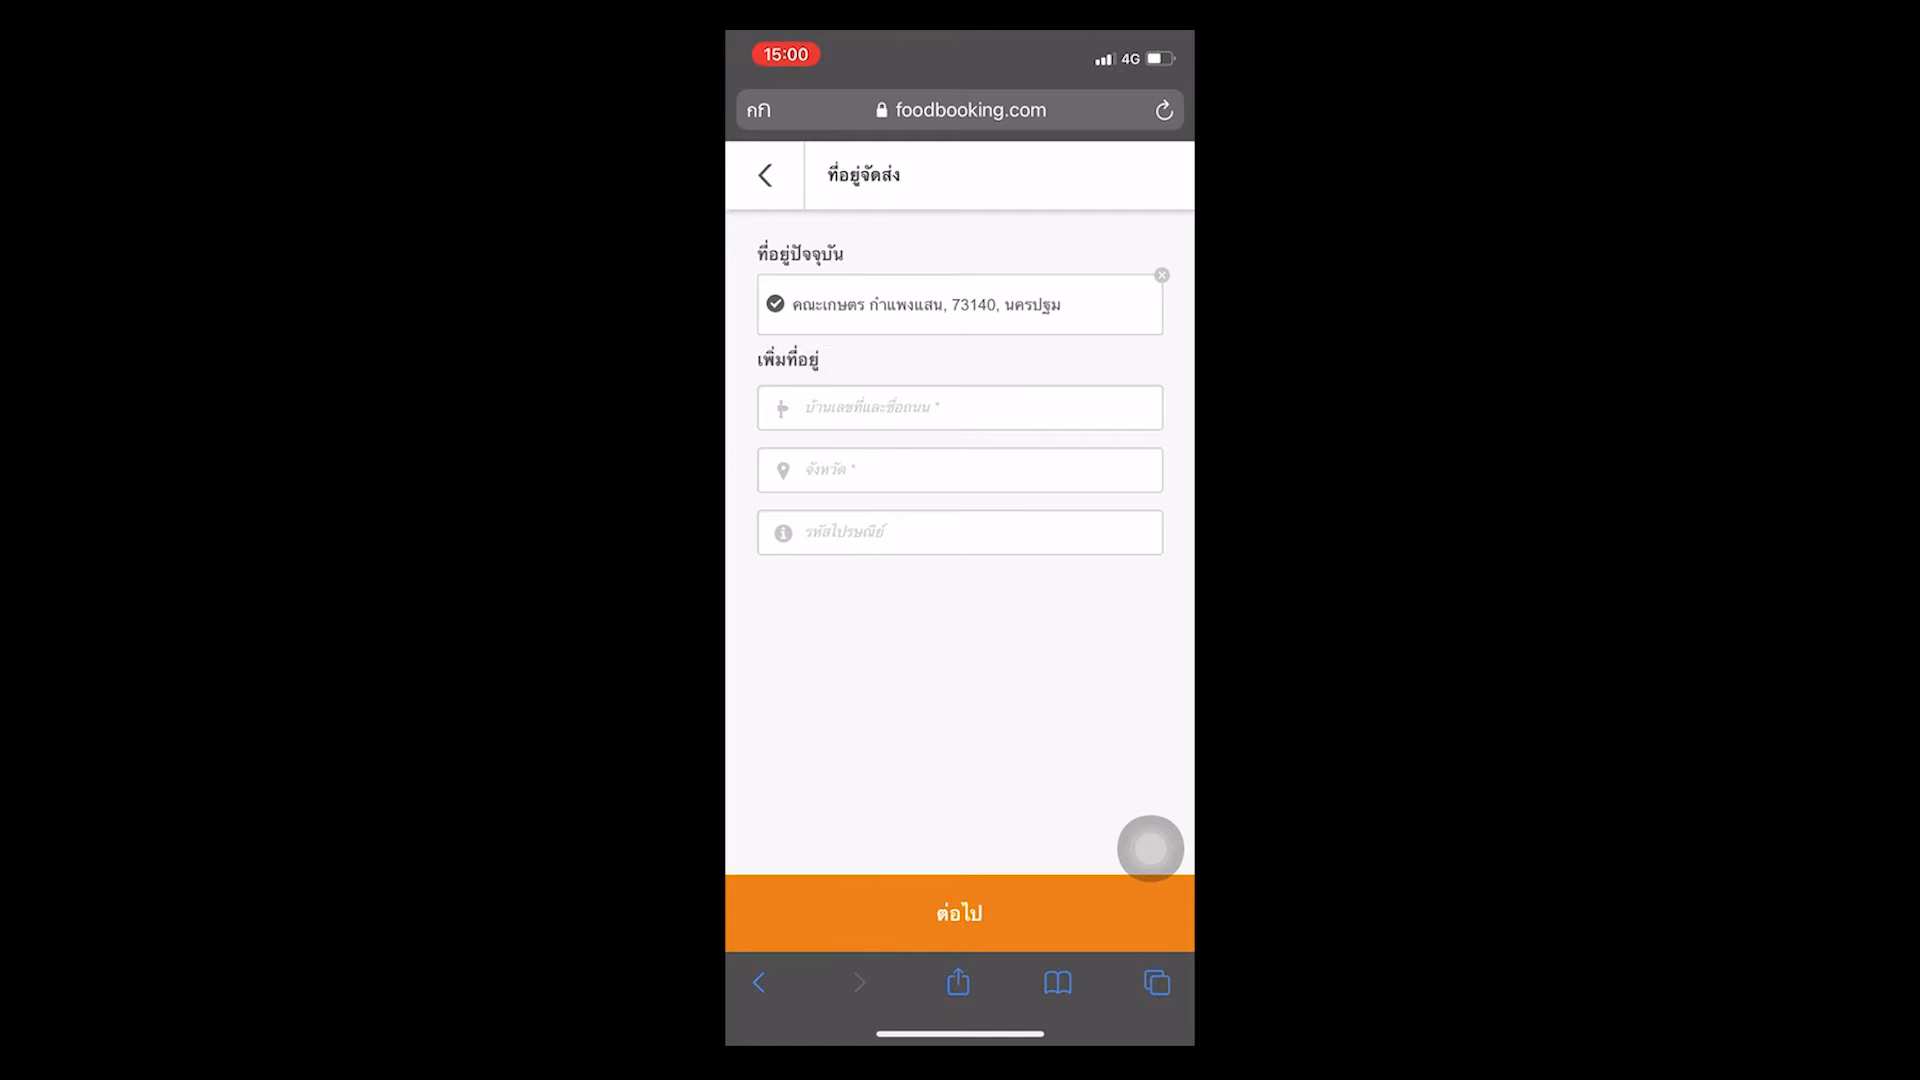 15:00
4G
กก
foodbooking.com
ที่อยู่จัดส่ง
ที่อยู่ปัจจุบัน
คณะเกษตร กำแพงแสน, 73140, นครปฐม
เพิ่มที่อยู่
บ้านเลขที่และชื่อถนน *
จังหวัด *
รหัสไปรษณีย์
ต่อไป